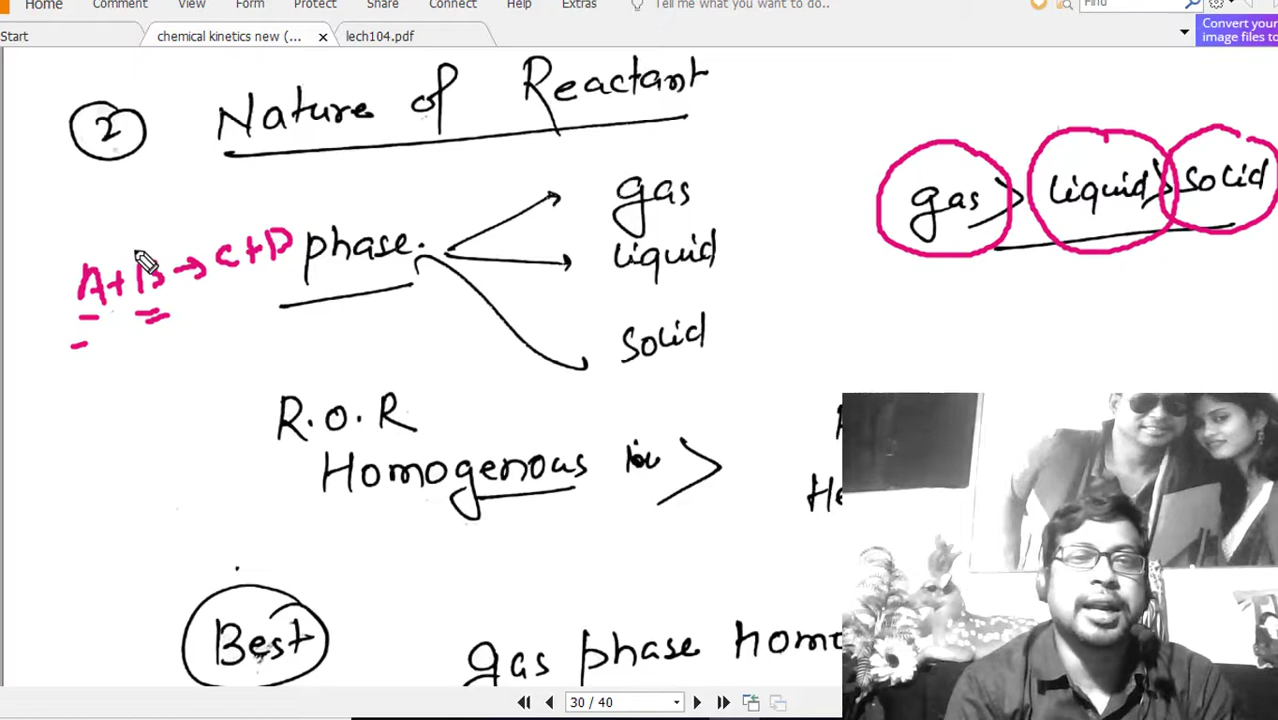 Home Comment View Form Protect Share Connect Help Extras Tell me what you want to do.. Find
Start chemical kinetics new (... x lech104.pdf
Convert your
image files to
2 Nature of Reactant
gas > liquid > solid
A + B → C + D phase. gas
liquid
solid
R.O.R
Homogenous >
He
Best
gas phase homo
30 / 40